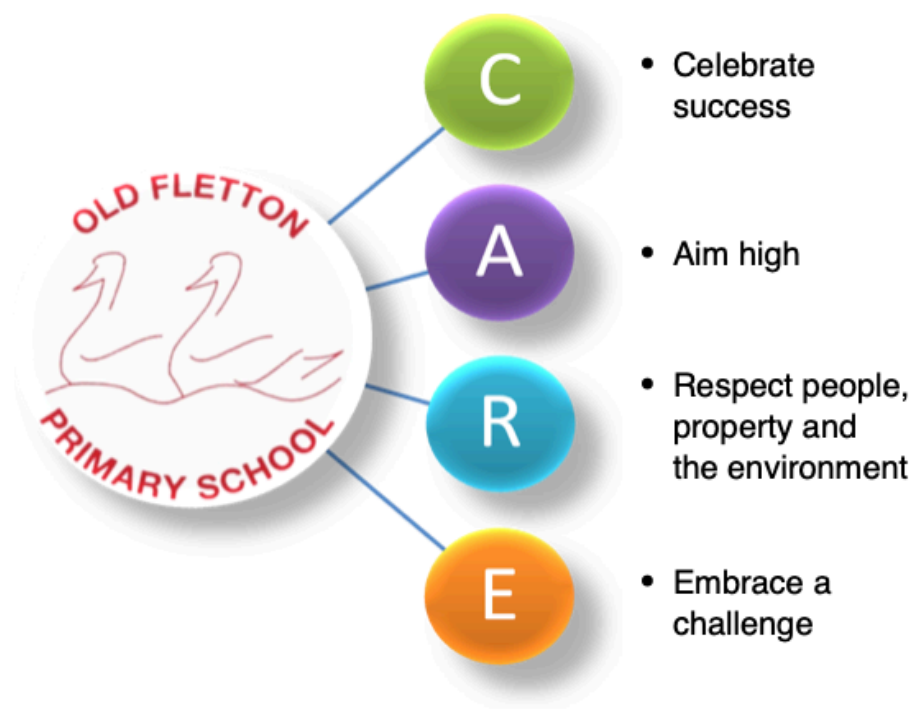 OLD FLETTON
PRIMARY SCHOOL
C
• Celebrate
success
A
• Aim high
R
• Respect people,
property and
the environment
E
• Embrace a
challenge